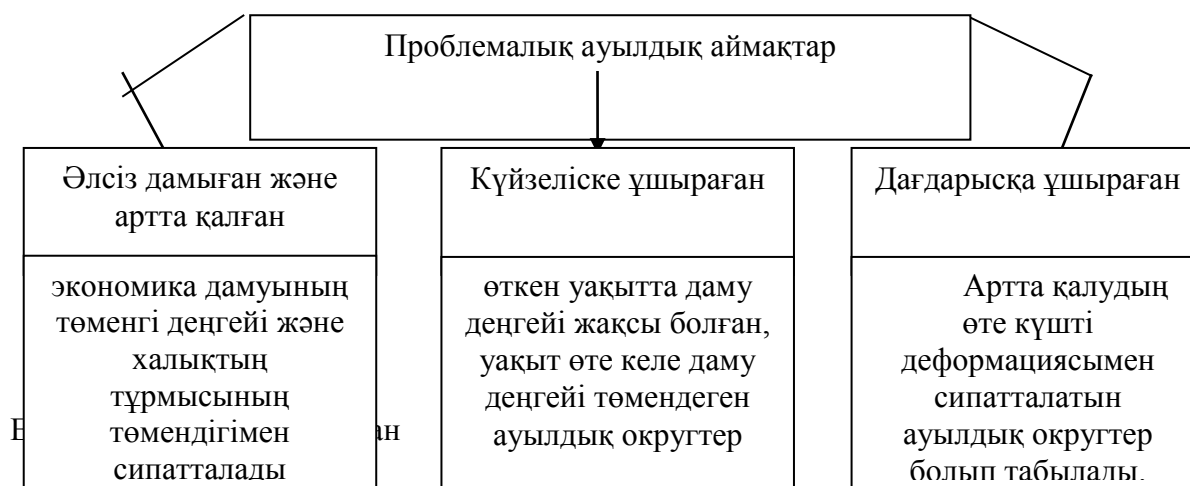 Проблемалық ауылдық аймақтар
Әлсіз дамыған және
артта қалған
экономика дамуының
төменгі деңгейі және
халықтың
тұрмысының
төмендігімен
сипатталады
Күйзеліске ұшыраған
өткен уақытта даму
деңгейі жақсы болған,
уақыт өте келе даму
деңгейі төмендеген
ауылдық округтер
Дағдарысқа ұшыраған
Артта қалудың
өте күшті
деформациясымен
сипатталатын
ауылдық округтер
болып табылады.